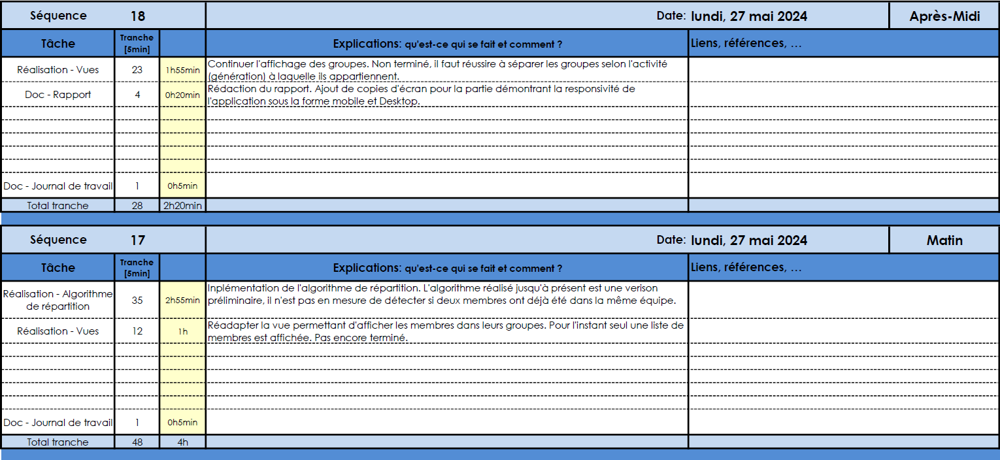 Séquence 18 Date: lundi, 27 mai 2024 Après-Midi
Tâche Tranche [5min] Explications: qu'est-ce qui se fait et comment ? Liens, références, …
Réalisation - Vues 23 1h55min Continuer l'affichage des groupes. Non terminé, il faut réussire à séparer les groupes selon l'activité
(génération) à laquelle ils appartiennent.
Doc - Rapport 4 0h20min Rédaction du rapport. Ajout de copies d'écran pour la partie démontrant la responsivité de
l'application sous la forme mobile et Desktop.
Doc - Journal de travail 1 0h5min
Total tranche 28 2h20min
Séquence 17 Date: lundi, 27 mai 2024 Matin
Tâche Tranche [5min] Explications: qu'est-ce qui se fait et comment ? Liens, références, …
Réalisation - Algorithme
de répartition 35 2h55min Inplémentation de l'algorithme de répartition. L'algorithme réalisé jusqu'à présent est une verison
préliminaire, il n'est pas en mesure de détecter si deux membres ont déjà été dans la même équipe.
Réalisation - Vues 12 1h Réadapter la vue permettant d'afficher les membres dans leurs groupes. Pour l'instant seul une liste de
membres est affichée. Pas encore terminé.
Doc - Journal de travail 1 0h5min
Total tranche 48 4h